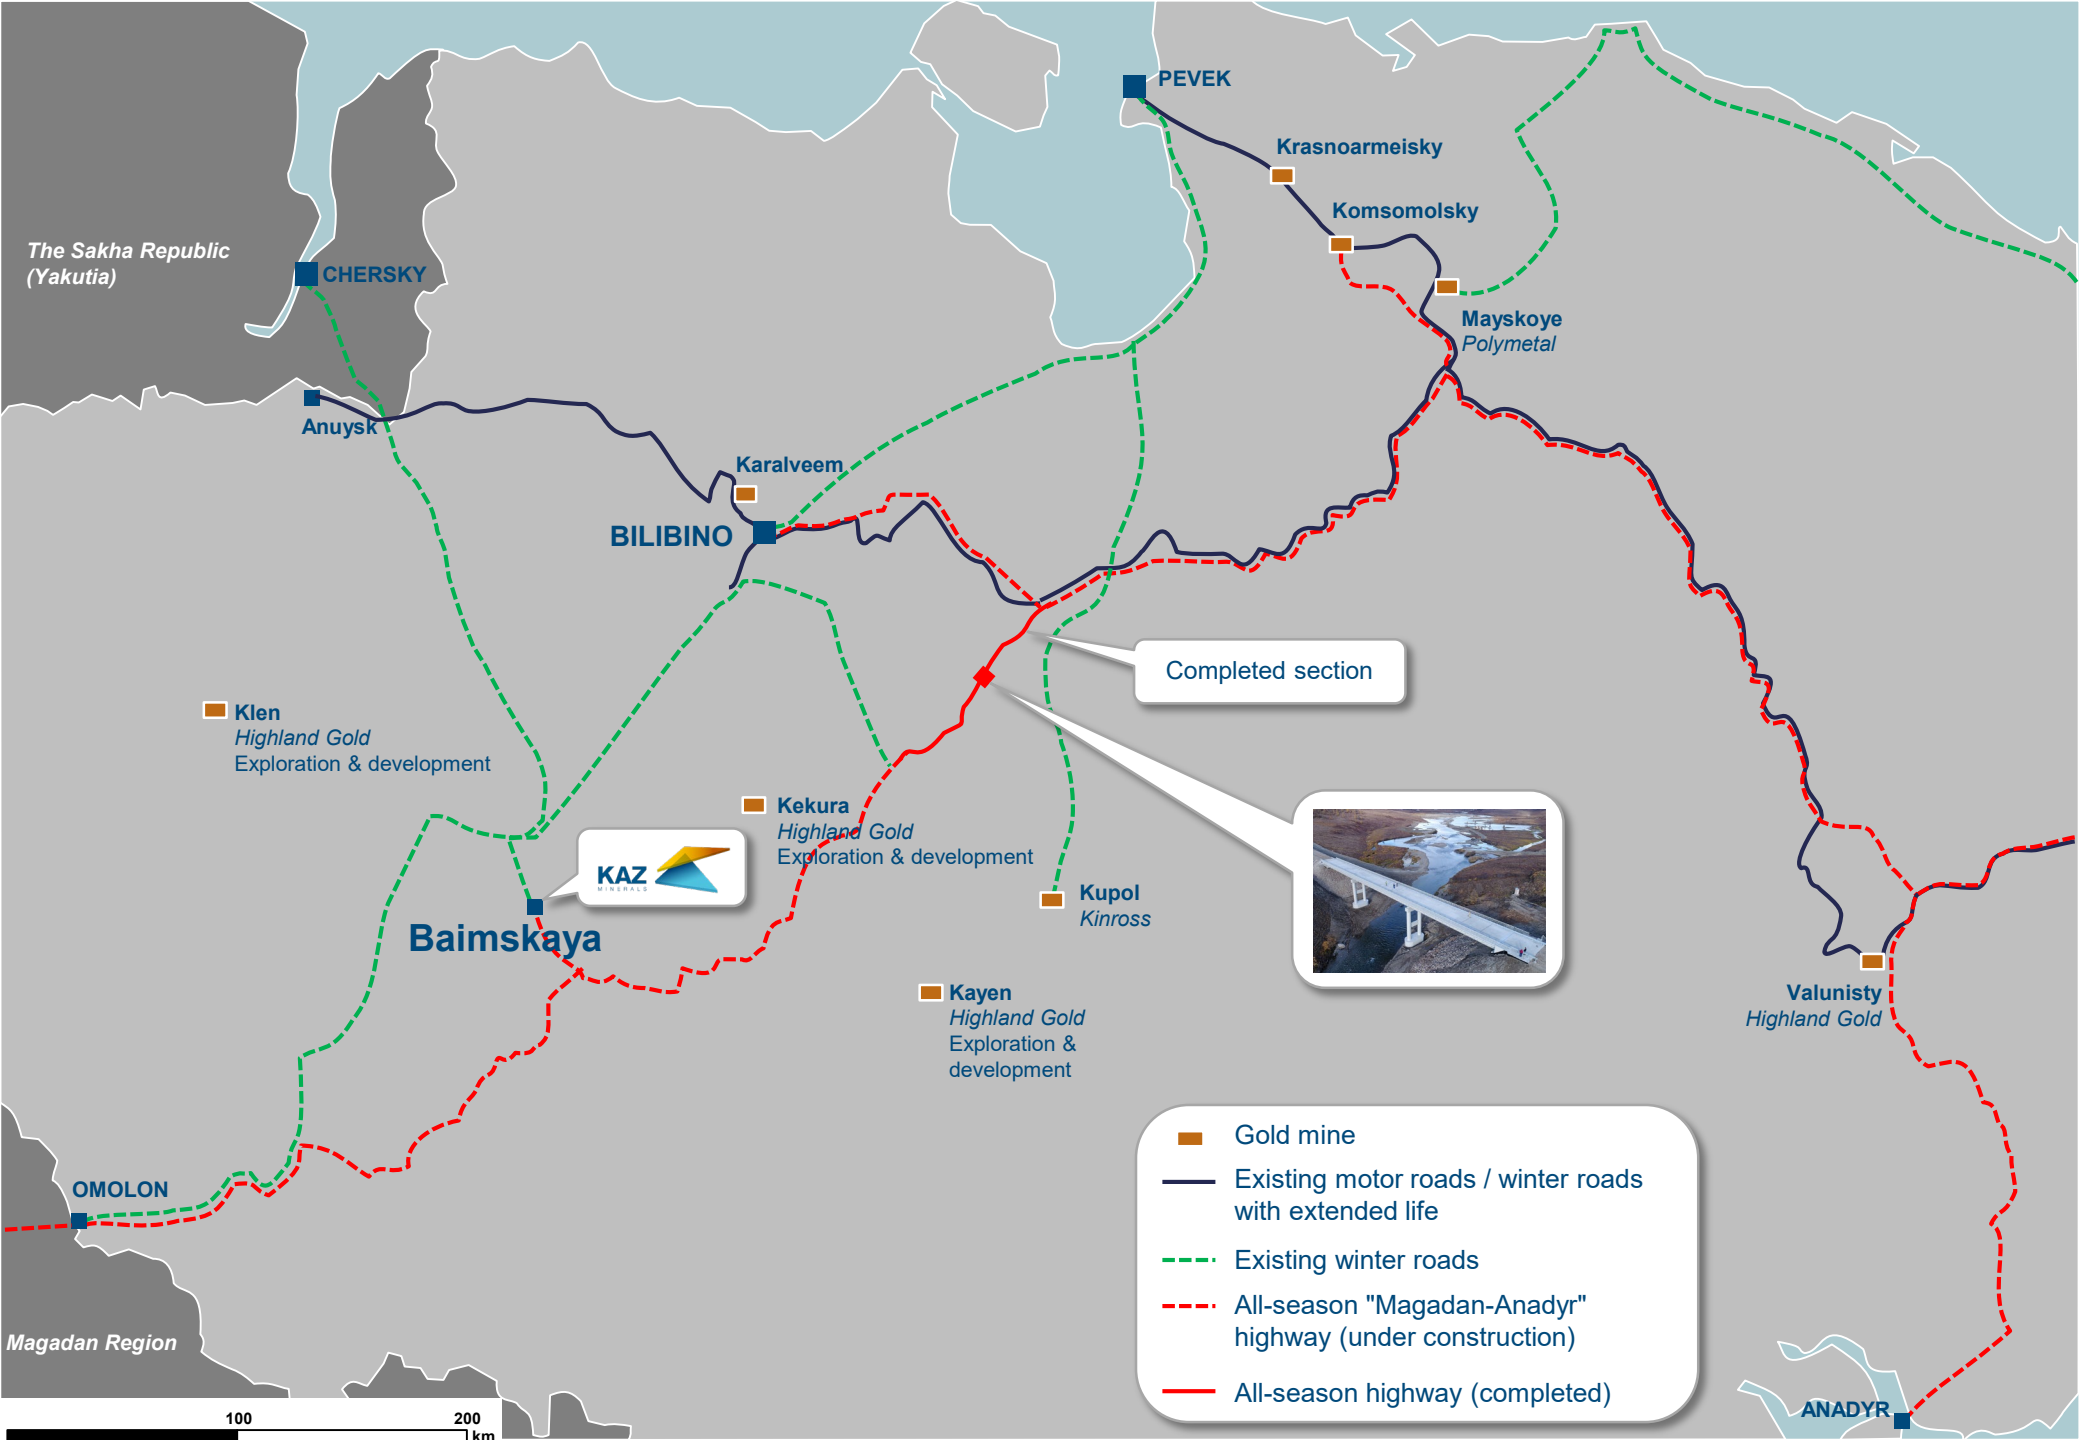 PEVEK
Krasnoarmeisky
Komsomolsky
The Sakha Republic
(Yakutia)
CHERSKY
Mayskoye
Polymetal
Anuysk
Karalveem
BILIBINO
Completed section
Klen
Highland Gold
Exploration & development
Kekura
Highland Gold
Exploration & development
KAZ
MINERALS
Kupol
Kinross
Baimskaya
Kayen
Highland Gold
Exploration &
development
Valunisty
Highland Gold
Gold mine
Existing motor roads / winter roads
with extended life
OMOLON
Existing winter roads
All-season "Magadan-Anadyr"
highway (under construction)
Magadan Region
All-season highway (completed)
ANADYR
100 200
km